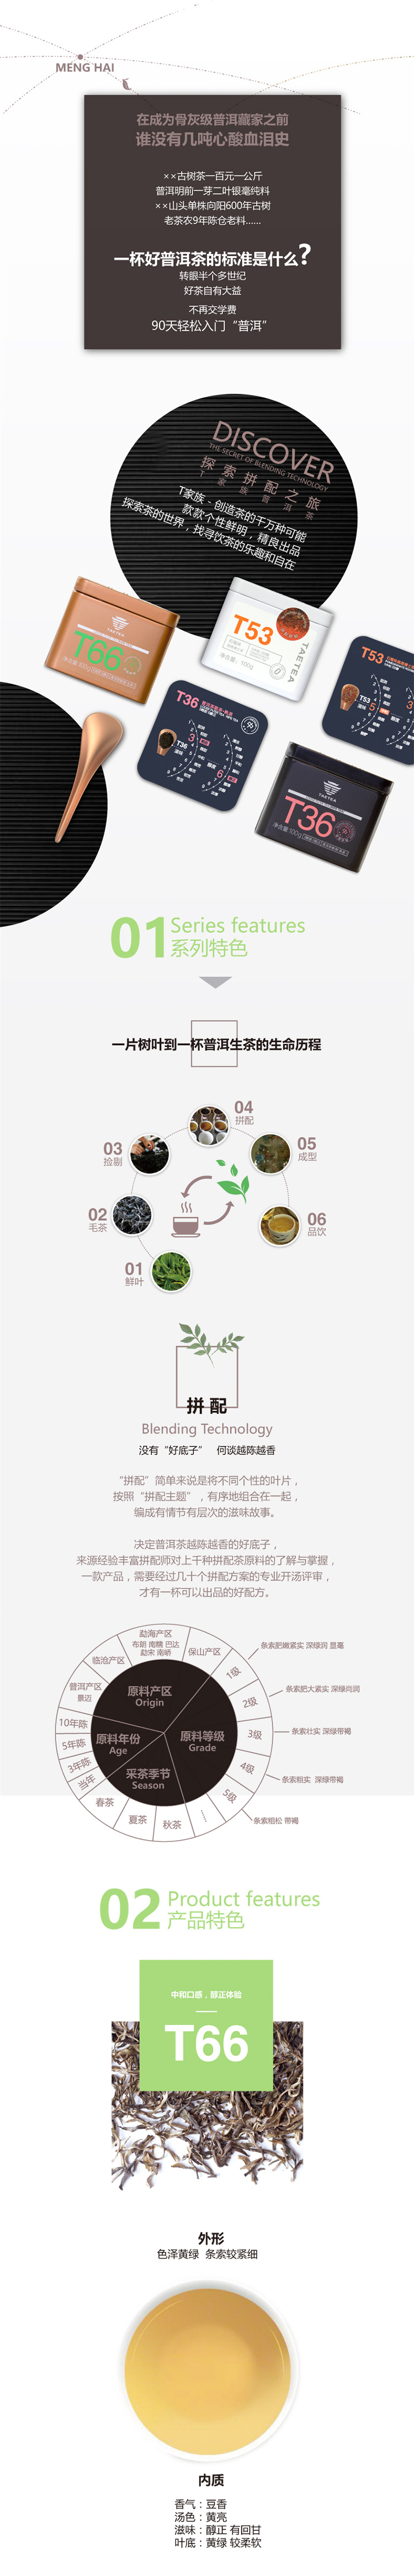 MENG HAI
在成为骨灰级普洱藏家之前
谁没有几吨心酸血泪史
××古树茶一百元一公斤
普洱明前一芽二叶银毫纯料
××山头单株向阳600年古树
老茶农9年陈仓老料......
一杯好普洱茶的标准是什么?
转眼半个多世纪
好茶自有大益
不再交学费
90天轻松入门“普洱”
DISCOVER
THE SECRET OF BLENDING TECHNOLOGY
探索拼配之旅
T家族普洱茶
T家族－创造茶的千万种可能
款款个性鲜明，精良出品
探索茶的世界，找寻饮茶的乐趣和自在
TAETEA
T66
净含量:100g
T53
TAETEA
净含量:100g
T53
T36
T36
TAETEA
T36
净含量:100g
01
Series features
系列特色
一片树叶到一杯普洱生茶的生命历程
04
拼配
03
捡剔
05
成型
02
毛茶
06
品饮
01
鲜叶
拼 配
Blending Technology
没有“好底子” 何谈越陈越香
“拼配”简单来说是将不同个性的叶片，
按照“拼配主题”，有序地组合在一起，
编成有情节有层次的滋味故事。
决定普洱茶越陈越香的好底子，
来源经验丰富拼配师对上千种拼配茶原料的了解与掌握，
一款产品，需要经过几十个拼配方案的专业开汤评审，
才有一杯可以出品的好配方。
勐海产区
布朗 南糯 巴达
勐宋 南峤
保山产区
临沧产区
普洱产区
景迈
原料产区
Origin
原料年份
Age
原料等级
Grade
采茶季节
Season
10年陈
5年陈
3年陈
当年
春茶
夏茶
秋茶
1级
条索肥嫩紧实 深绿润 显毫
2级
条索肥大紧实 深绿尚润
3级
条索壮实 深绿带褐
4级
条索粗实 深绿带褐
5级
条索粗松 带褐
02
Product features
产品特色
中和口感，醇正体验
T66
外形
色泽黄绿 条索较紧细
内质
香气：豆香
汤色：黄亮
滋味：醇正 有回甘
叶底：黄绿 较柔软